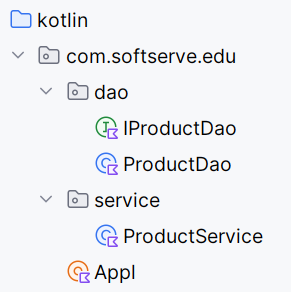 kotlin
com.softserve.edu
dao
IProductDao
ProductDao
service
ProductService
Appl